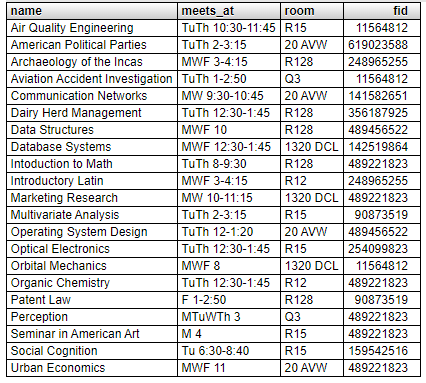 name meets_at room fid
Air Quality Engineering TuTh 10:30-11:45 R15 11564812
American Political Parties TuTh 2-3:15 20 AVW 619023588
Archaeology of the Incas MWF 3-4:15 R128 248965255
Aviation Accident Investigation TuTh 1-2:50 Q3 11564812
Communication Networks MW 9:30-10:45 20 AVW 141582651
Dairy Herd Management TuTh 12:30-1:45 R128 356187925
Data Structures MWF 10 R128 489456522
Database Systems MWF 12:30-1:45 1320 DCL 142519864
Intoduction to Math TuTh 8-9:30 R128 489221823
Introductory Latin MWF 3-4:15 R12 248965255
Marketing Research MW 10-11:15 1320 DCL 489221823
Multivariate Analysis TuTh 2-3:15 R15 90873519
Operating System Design TuTh 12-1:20 20 AVW 489456522
Optical Electronics TuTh 12:30-1:45 R15 254099823
Orbital Mechanics MWF 8 1320 DCL 11564812
Organic Chemistry TuTh 12:30-1:45 R12 489221823
Patent Law F 1-2:50 R128 90873519
Perception MTuWTh 3 Q3 489221823
Seminar in American Art M 4 R15 489221823
Social Cognition Tu 6:30-8:40 R15 159542516
Urban Economics MWF 11 20 AVW 489221823